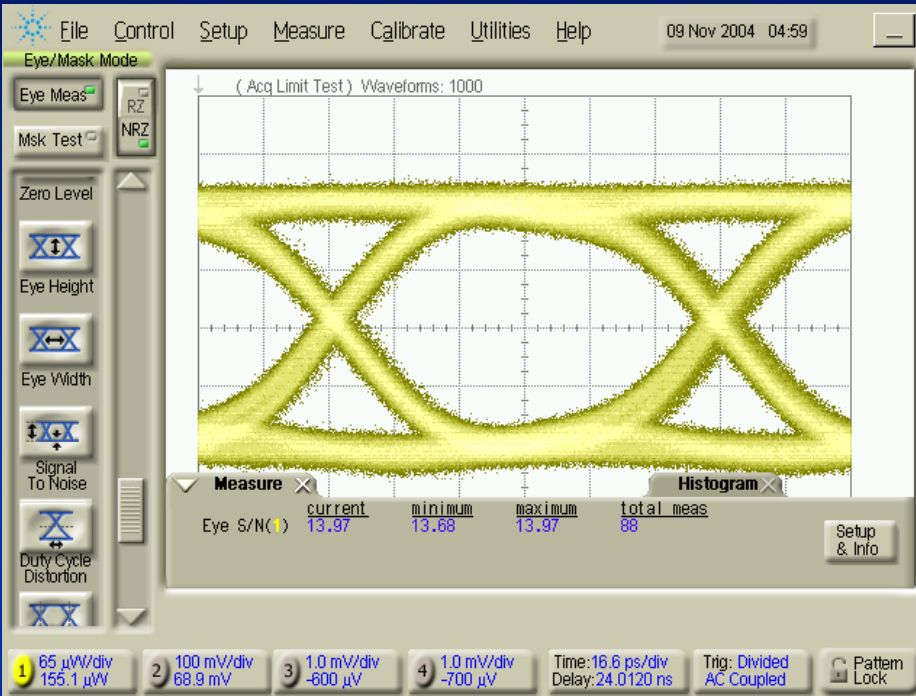 File Control Setup Measure Calibrate Utilities Help 09 Nov 2004 04:59
Eye/Mask Mode
Eye Meas
RZ
NRZ
Msk Test
Zero Level
Eye Height
Eye Width
Signal
To Noise
Duty Cycle
Distortion
( Acq Limit Test ) Waveforms: 1000
Measure
Histogram
current minimum maximum total meas
Eye S/N(1) 13.97 13.68 13.97 88
Setup
& Info
1 65 µW/div
155.1 µW
2 100 mV/div
68.9 mV
3 1.0 mV/div
-600 µV
4 1.0 mV/div
-700 µV
Time:16.6 ps/div
Delay:24.0120 ns
Trig: Divided
AC Coupled
Pattern
Lock